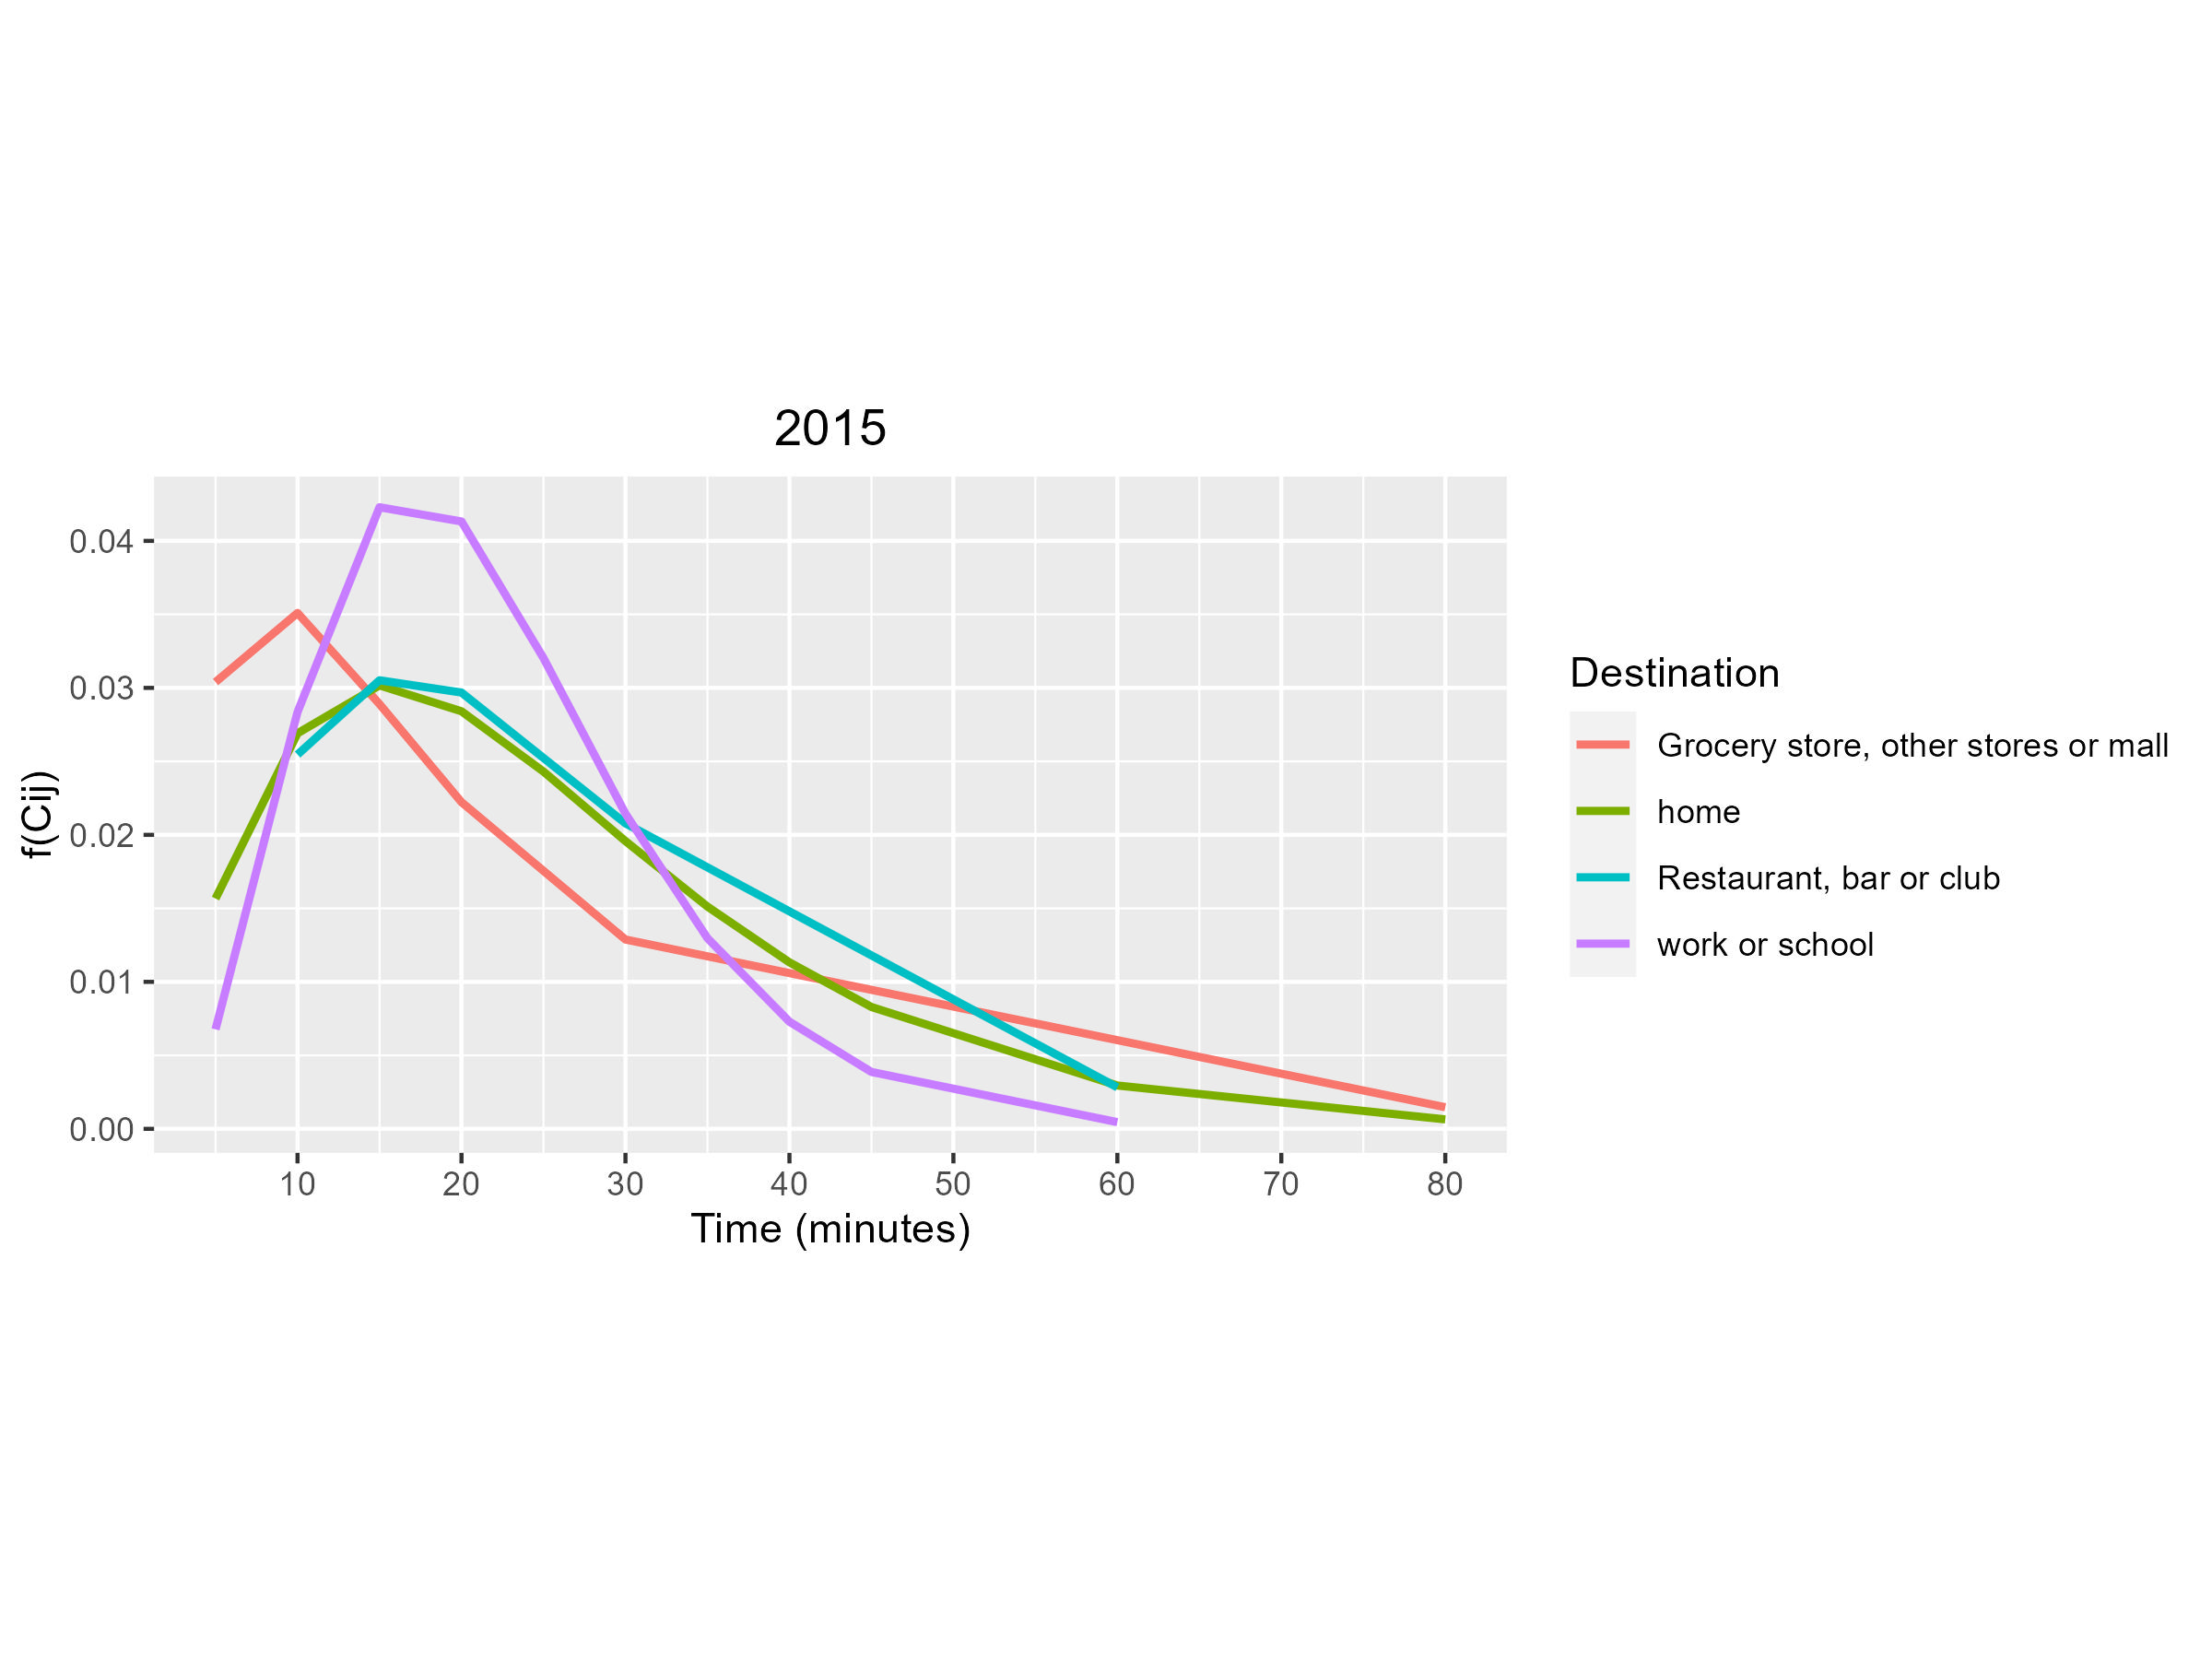 2015
0.04
0.03
0.02
0.01
0.00
f(Cij)
10 20 30 40 50 60 70 80
Time (minutes)
Destination
Grocery store, other stores or mall
home
Restaurant, bar or club
work or school